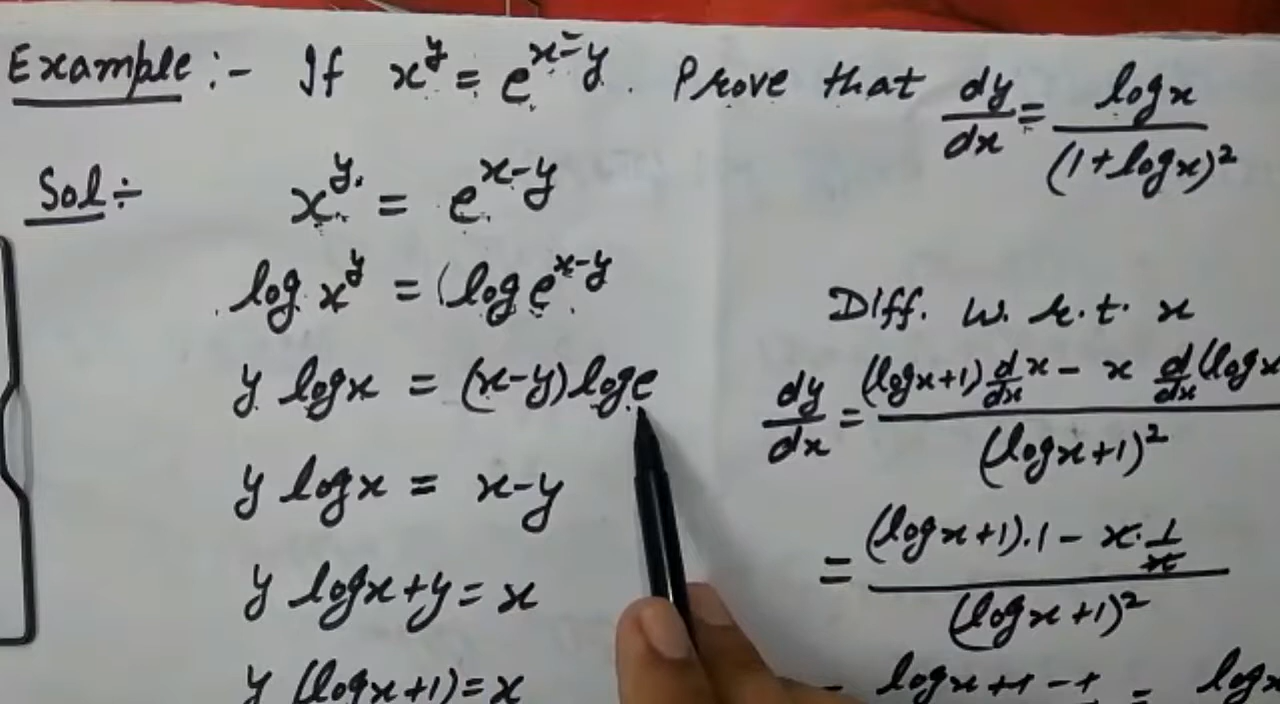 Example :- If x^y = e^(x-y). Prove that dy/dx = log x/(1+log x)²
Sol ÷ x^y = e^(x-y)
log x^y = (log e^(x-y)
y log x = (x-y) log e
y log x = x-y
y log x + y = x
y (log x+1) = x
Diff. w.r.t. x
dy/dx = (log x+1) d/dx x - x d/dx (log x/(log x+1)²
= (log x+1).1 - x.1/x/(log x+1)²
= log x+1-1 = log x